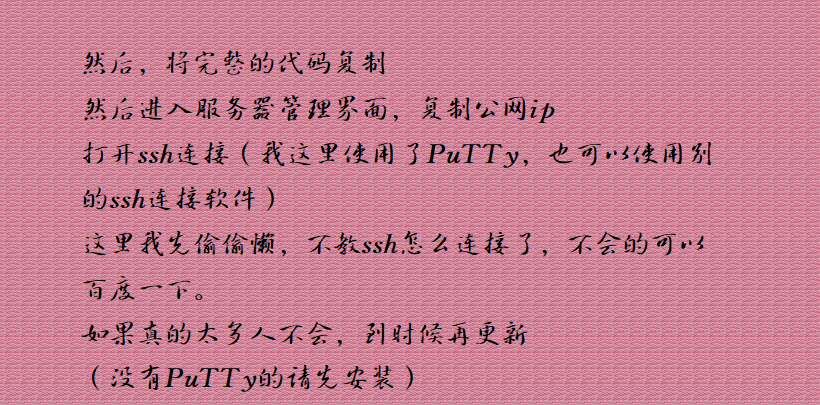 然后，将完整的代码复制
然后进入服务器管理界面，复制公网ip
打开ssh连接（我这里使用了PuTTy，也可以使用别
的ssh连接软件）
这里我先偷偷懒，不教ssh怎么连接了，不会的可以
百度一下。
如果真的太多人不会，到时候再更新
（没有PuTTy的请先安装）